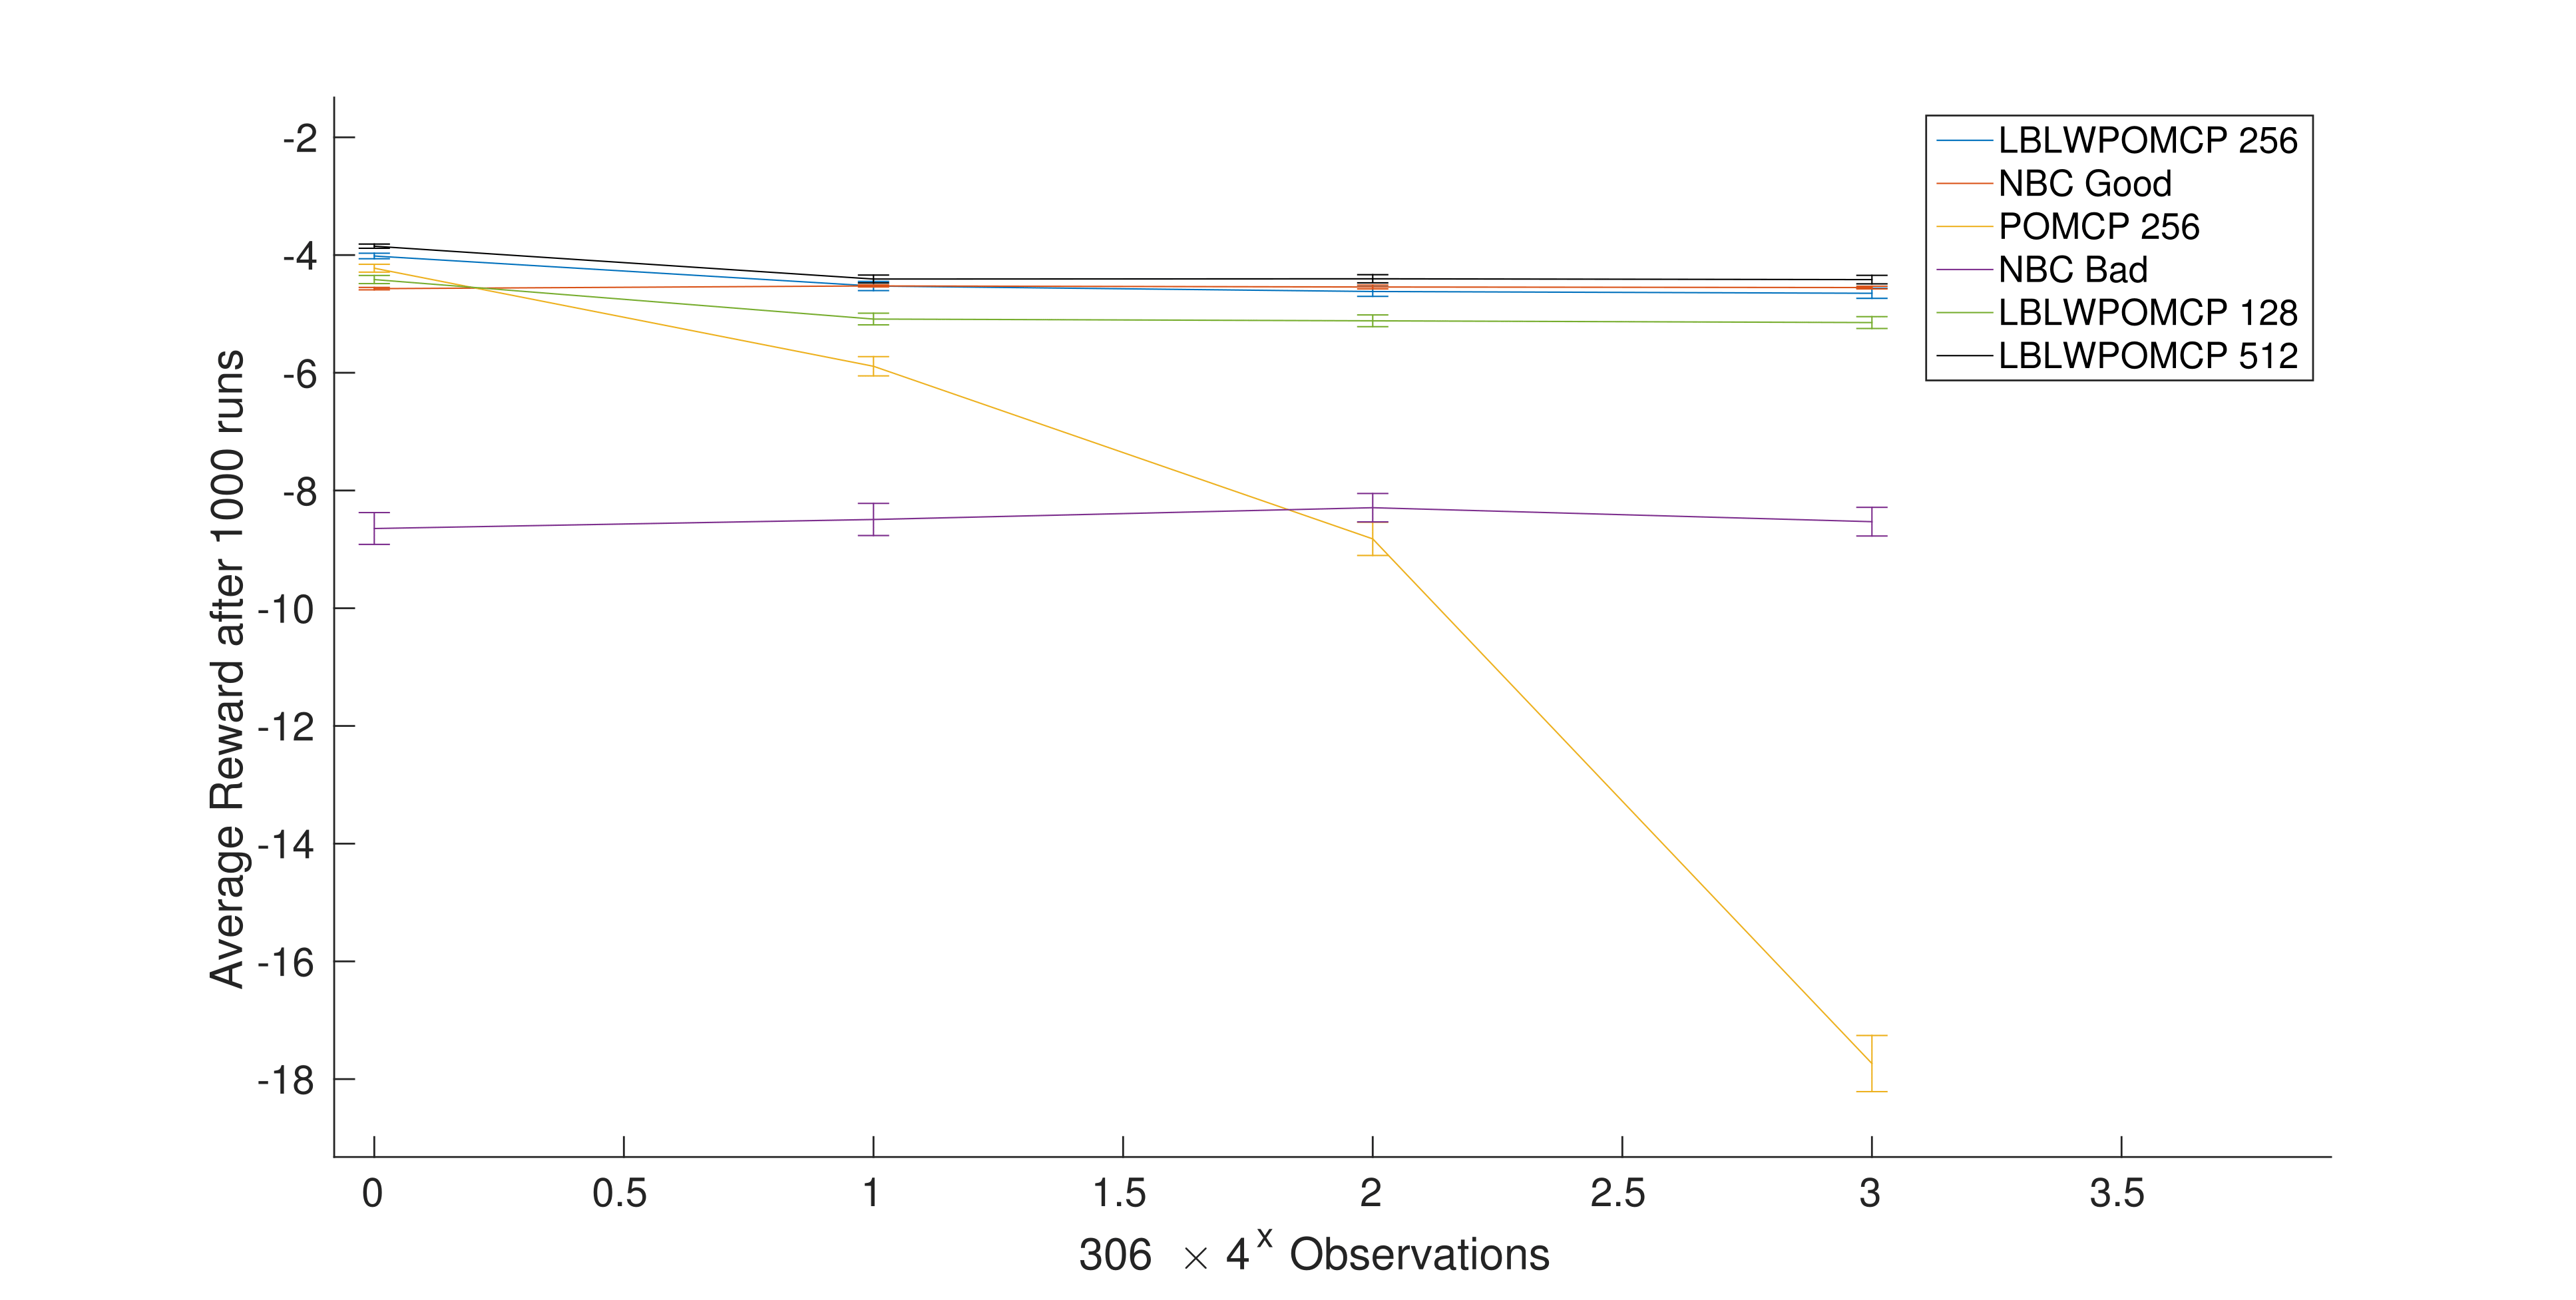 Average Reward after 1000 runs
-2
-4
-6
-8
-10
-12
-14
-16
-18
0 0.5 1 1.5 2 2.5 3 3.5
306 × 4^x Observations
LBLWPOMCP 256
NBC Good
POMCP 256
NBC Bad
LBLWPOMCP 128
LBLWPOMCP 512